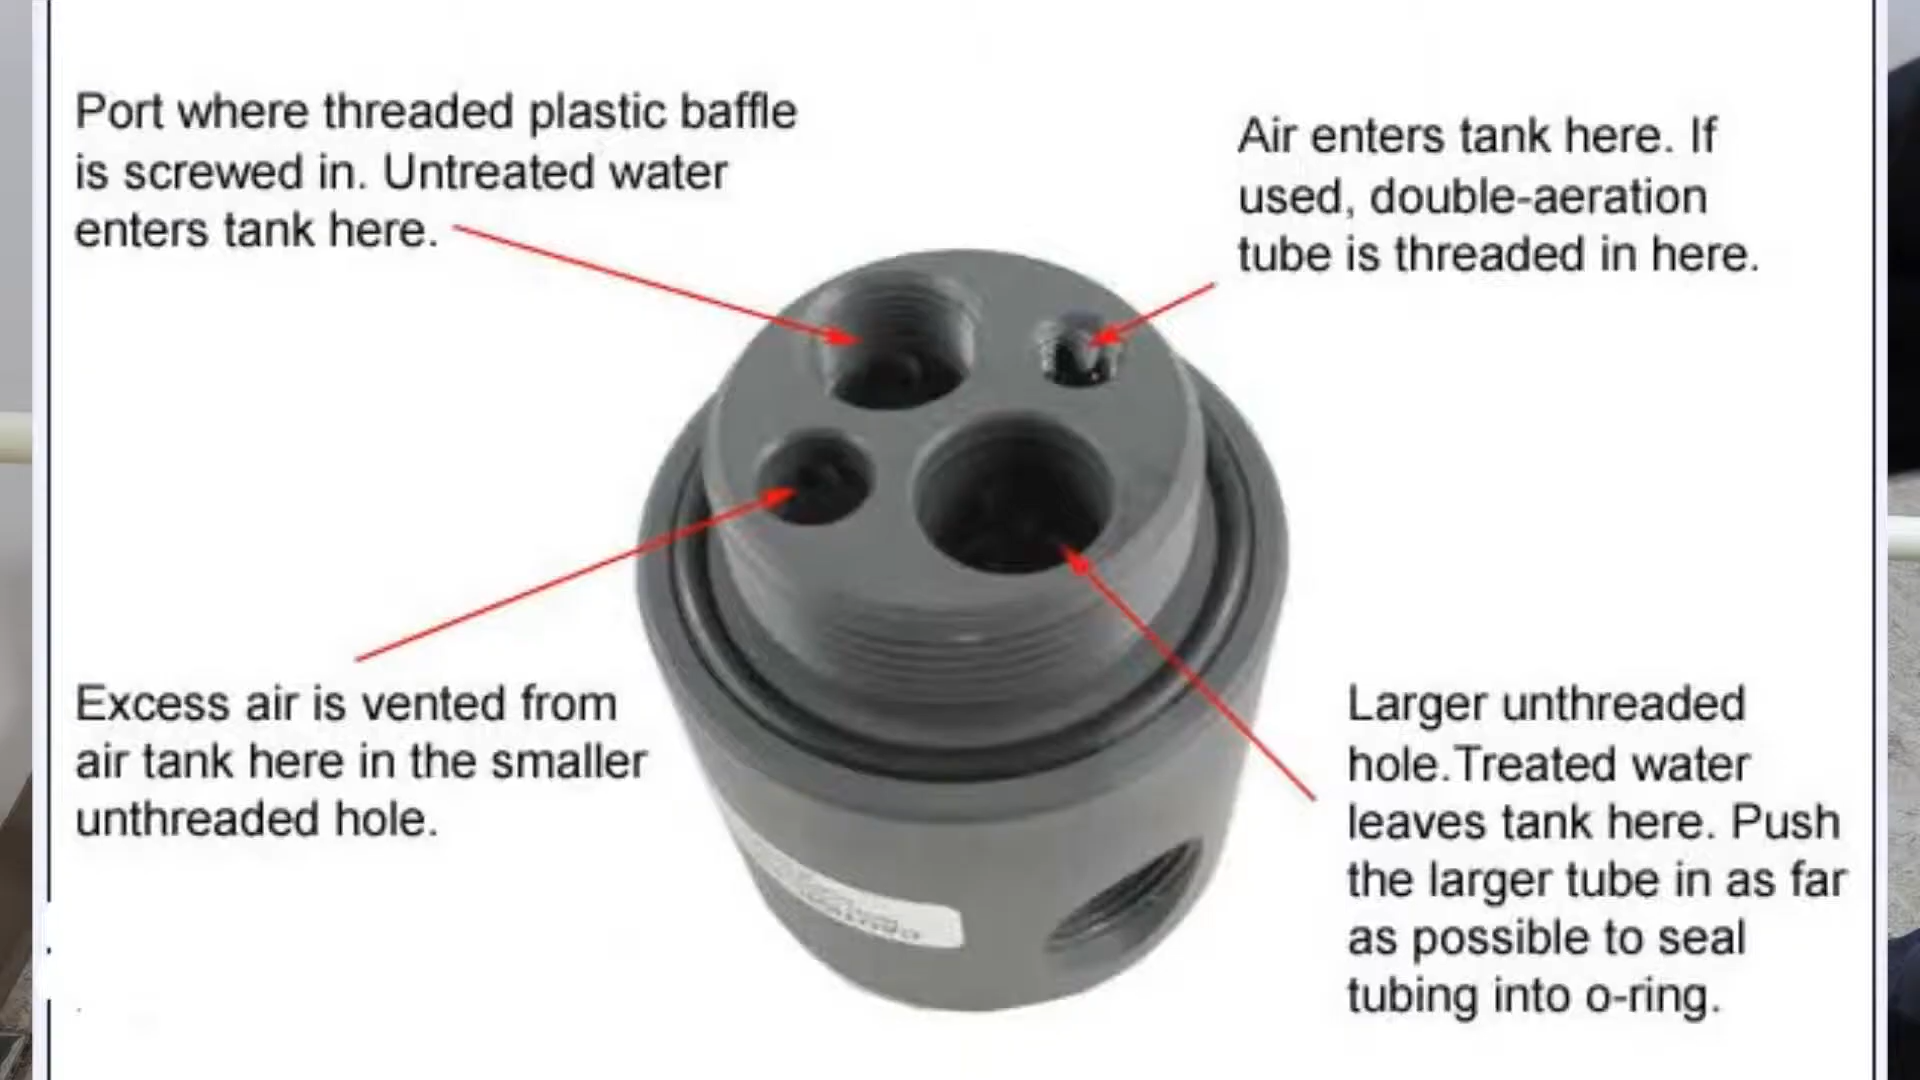 Port where threaded plastic baffle
is screwed in. Untreated water
enters tank here.
Air enters tank here. If
used, double-aeration
tube is threaded in here.
Excess air is vented from
air tank here in the smaller
unthreaded hole.
Larger unthreaded
hole.Treated water
leaves tank here. Push
the larger tube in as far
as possible to seal
tubing into o-ring.